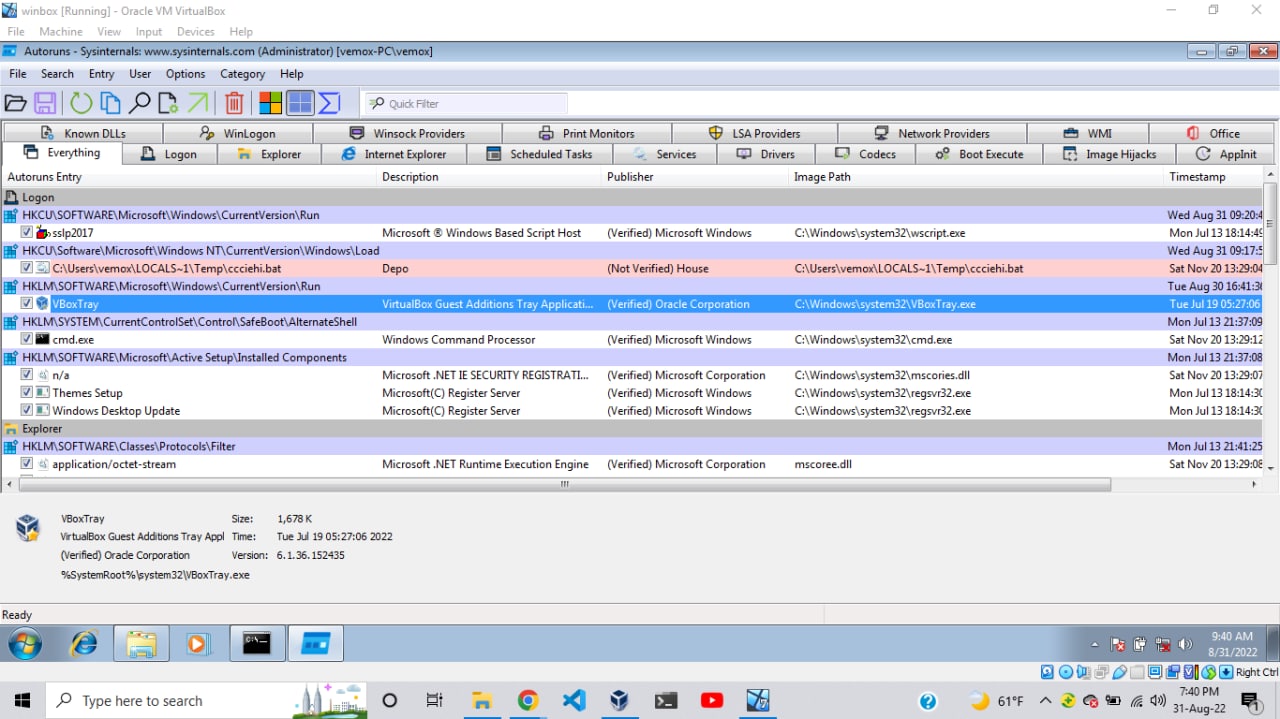 winbox [Running] - Oracle VM VirtualBox
File Machine View Input Devices Help
Autoruns - Sysinternals: www.sysinternals.com (Administrator) [vemox-PC\vemox]
File Search Entry User Options Category Help
Quick Filter
Known DLLs WinLogon Winsock Providers Print Monitors LSA Providers Network Providers WMI Office
Everything Logon Explorer Internet Explorer Scheduled Tasks Services Drivers Codecs Boot Execute Image Hijacks AppInit
Autoruns Entry Description Publisher Image Path Timestamp
Logon
HKCU\SOFTWARE\Microsoft\Windows\CurrentVersion\Run Wed Aug 31 09:20:4
sslp2017 Microsoft ® Windows Based Script Host (Verified) Microsoft Windows C:\Windows\system32\wscript.exe Mon Jul 13 18:14:49
HKCU\Software\Microsoft\Windows NT\CurrentVersion\Windows\Load Wed Aug 31 09:17:5
C:\Users\vemox\LOCALS~1\Temp\ccciehi.bat Depo (Not Verified) House C:\Users\vemox\LOCALS~1\Temp\ccciehi.bat Sat Nov 20 13:29:04
HKLM\SOFTWARE\Microsoft\Windows\CurrentVersion\Run Tue Aug 30 16:41:3
VBoxTray VirtualBox Guest Additions Tray Applicati... (Verified) Oracle Corporation C:\Windows\system32\VBoxTray.exe Tue Jul 19 05:27:06
HKLM\SYSTEM\CurrentControlSet\Control\SafeBoot\AlternateShell Mon Jul 13 21:37:09
cmd.exe Windows Command Processor (Verified) Microsoft Windows C:\Windows\system32\cmd.exe Sat Nov 20 13:29:12
HKLM\SOFTWARE\Microsoft\Active Setup\Installed Components Mon Jul 13 21:37:08
n/a Microsoft .NET IE SECURITY REGISTRATI... (Verified) Microsoft Corporation C:\Windows\system32\mscories.dll Sat Nov 20 13:29:07
Themes Setup Microsoft(C) Register Server (Verified) Microsoft Windows C:\Windows\system32\regsvr32.exe Mon Jul 13 18:14:30
Windows Desktop Update Microsoft(C) Register Server (Verified) Microsoft Windows C:\Windows\system32\regsvr32.exe Mon Jul 13 18:14:30
Explorer
HKLM\SOFTWARE\Classes\Protocols\Filter Mon Jul 13 21:41:25
application/octet-stream Microsoft .NET Runtime Execution Engine (Verified) Microsoft Corporation mscoree.dll Sat Nov 20 13:29:08
VBoxTray Size: 1,678 K
VirtualBox Guest Additions Tray Appl Time: Tue Jul 19 05:27:06 2022
(Verified) Oracle Corporation Version: 6.1.36.152435
%SystemRoot%\system32\VBoxTray.exe
Ready
9:40 AM
8/31/2022
Right Ctrl
Type here to search
61°F
7:40 PM
31-Aug-22
1